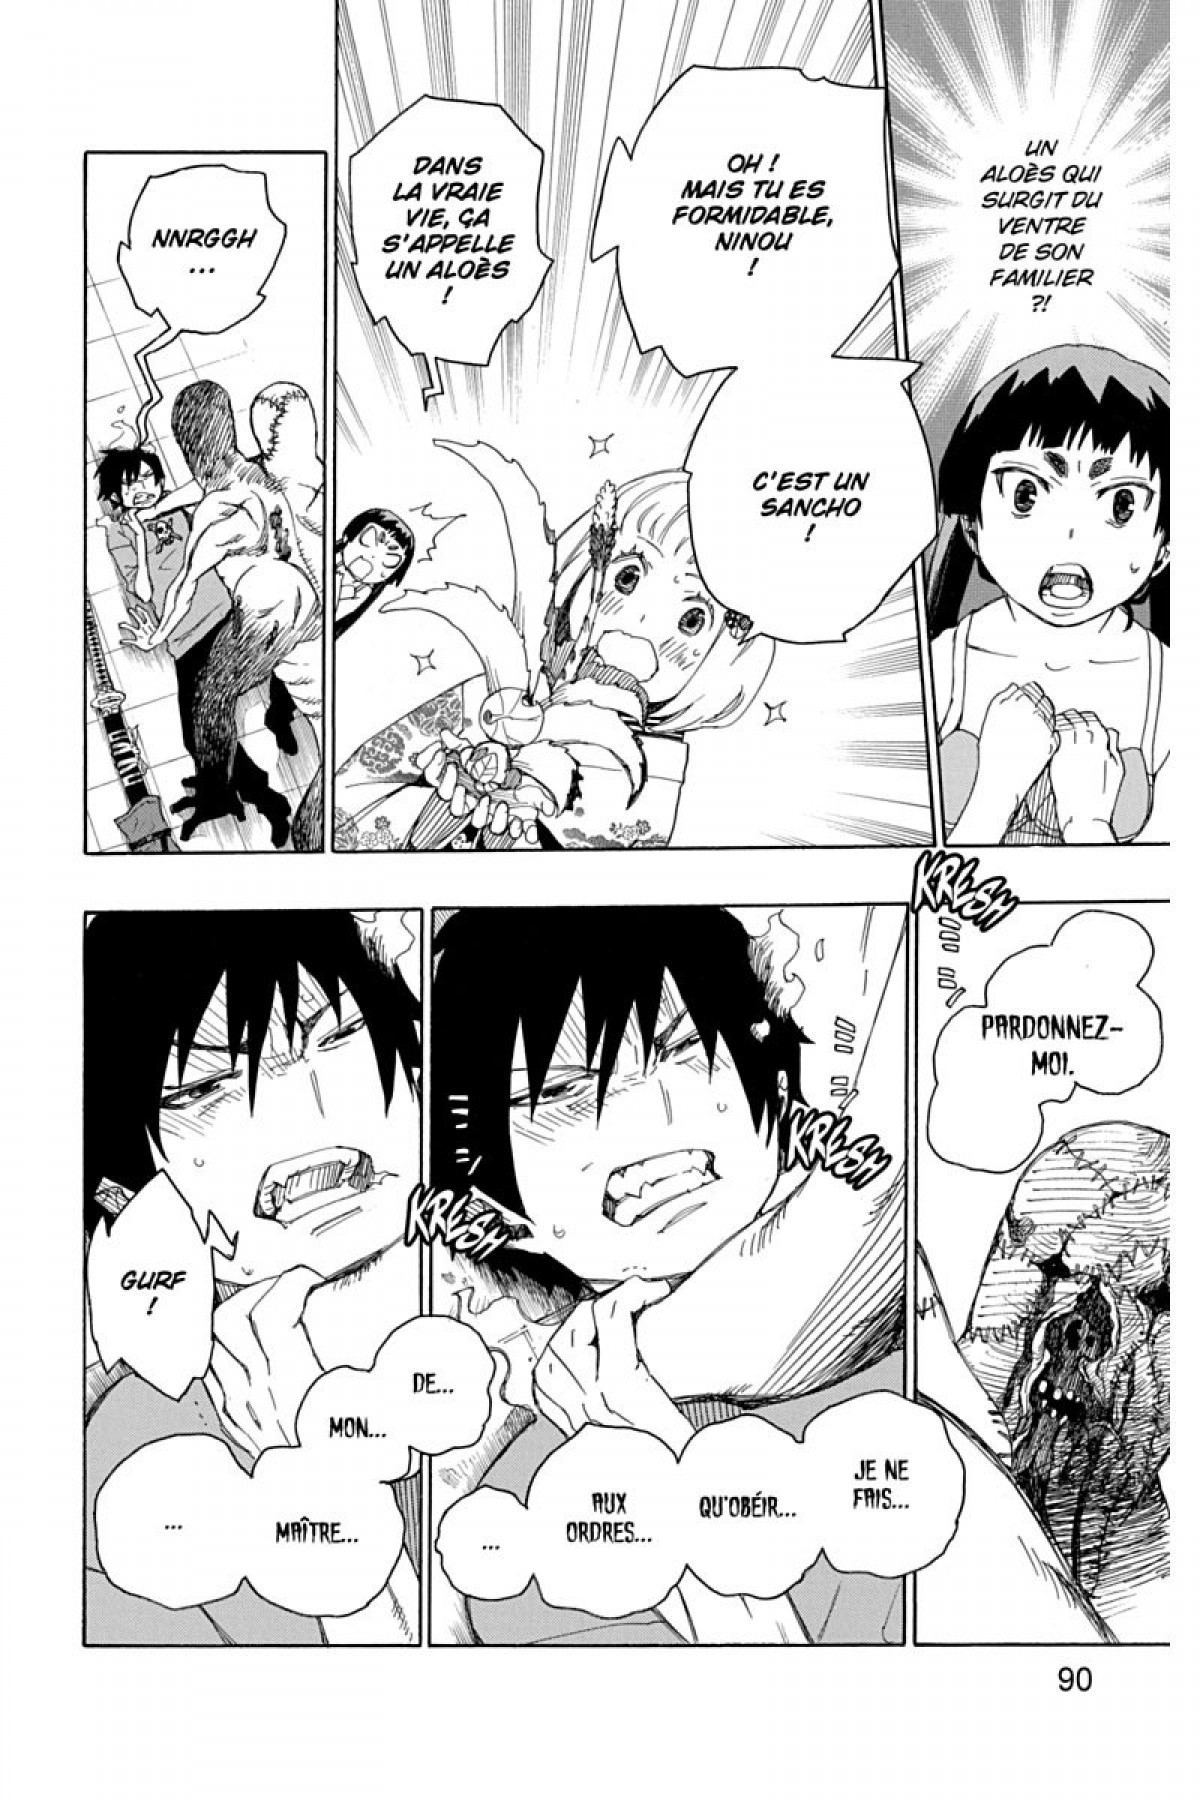 UN
ALOÈS QUI
SURGIT DU
VENTRE
DE SON
FAMILIER
?!
OH !
MAIS TU ES
FORMIDABLE,
NINOU
!
C'EST UN
SANCHO
!
DANS
LA VRAIE
VIE, ÇA
S'APPELLE
UN ALOÈS
!
NNRGGH
...
KRESH
PARDONNEZ-
MOI.
KRESH
JE NE
FAIS...
QU'OBÉIR...
AUX
ORDRES...
...
KRESH
DE...
MON...
MAÎTRE...
...
GURF
!
90